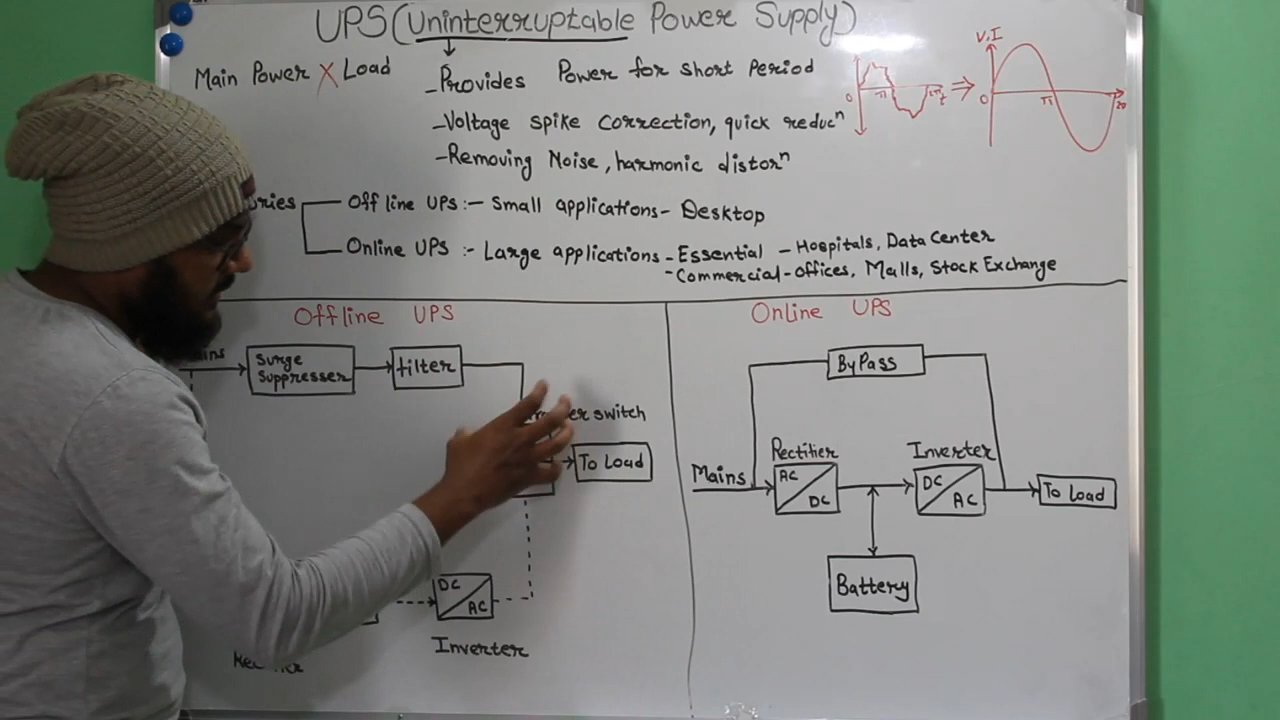 UPS (Uninterruptable Power Supply)
Main Power X Load
-Provides Power for short Period
-Voltage spike correction, quick reducⁿ
-Removing Noise, harmonic distorⁿ
V.I
0 π 2π t
0 π 2π
Off line UPS:- Small applications- Desktop
Online UPS :- Large applications -Essential -Hospitals, Data Center
-Commercial-offices, Malls, Stock Exchange
Offline UPS
Surge Suppresser
filter
switch
To Load
DC
AC
Inverter
Online UPS
ByPass
Mains
Rectifier
AC
DC
Inverter
DC
AC
To Load
Battery